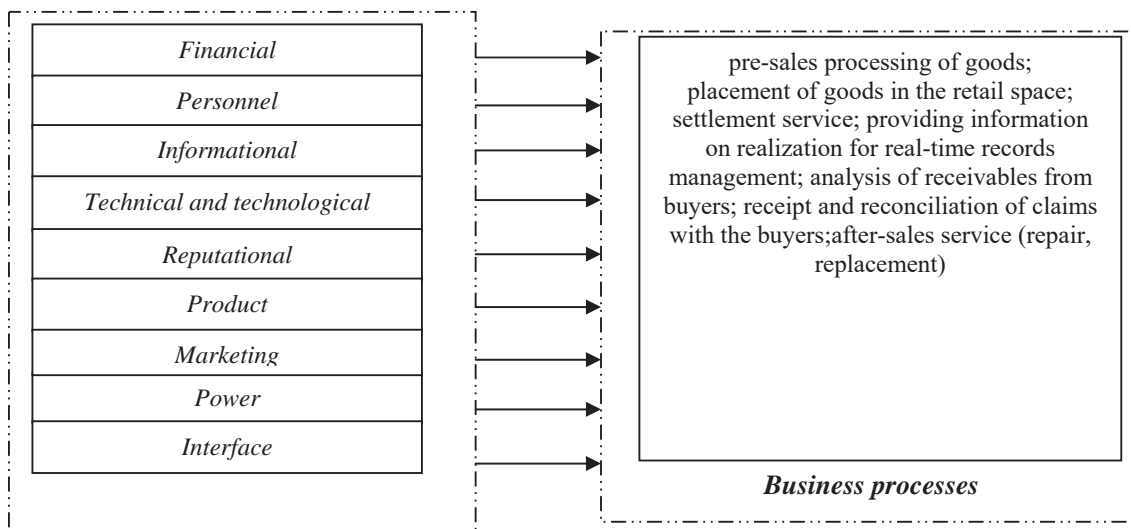 Financial
Personnel
Informational
Technical and technological
Reputational
Product
Marketing
Power
Interface
pre-sales processing of goods;
placement of goods in the retail space;
settlement service; providing information
on realization for real-time records
management; analysis of receivables from
buyers; receipt and reconciliation of claims
with the buyers;after-sales service (repair,
replacement)
Business processes